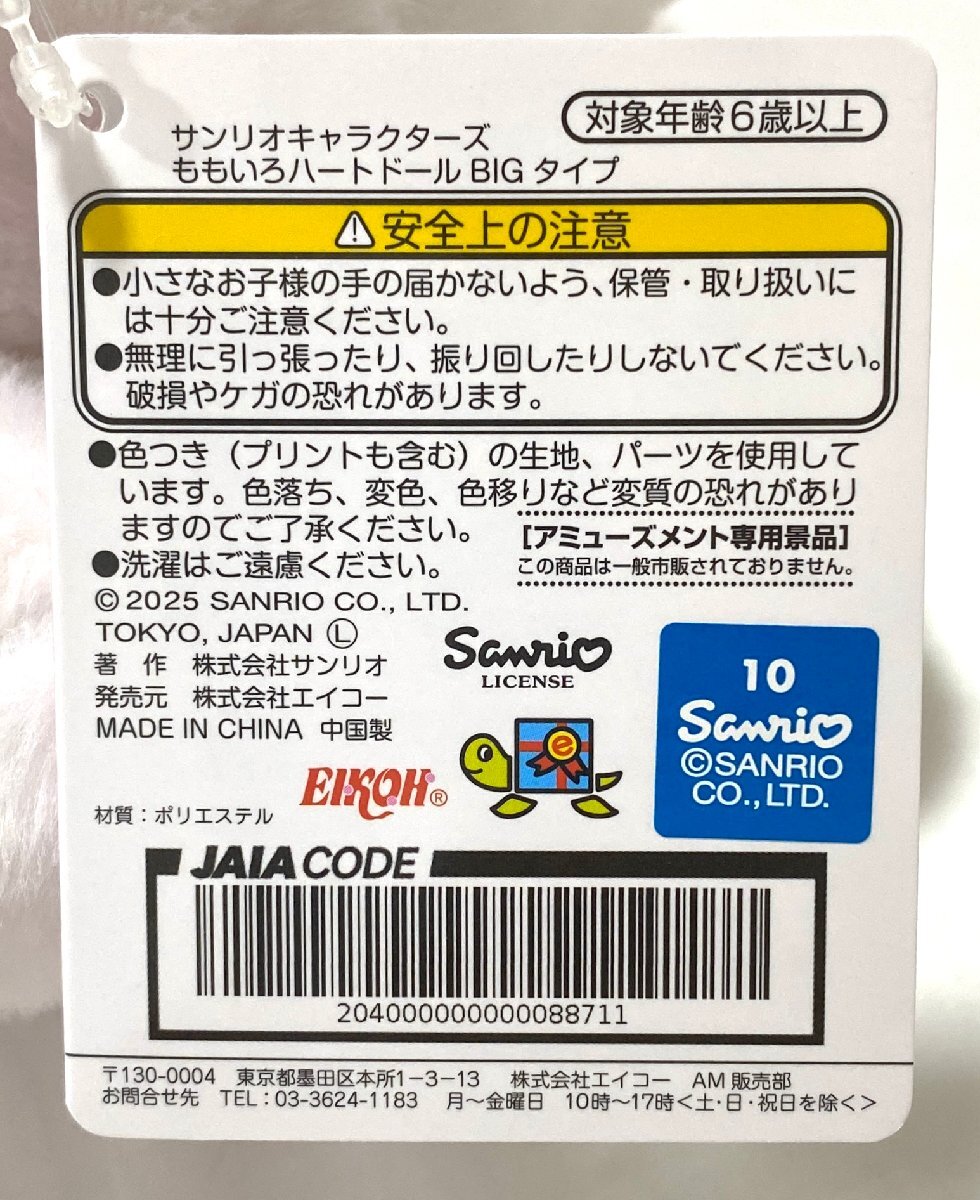 対象年齢6歳以上
サンリオキャラクターズ
ももいろハートドール BIG タイプ
⚠安全上の注意
●小さなお子様の手の届かないよう、保管・取り扱いに
は十分ご注意ください。
●無理に引っ張ったり、振り回したりしないでください。
破損やケガの恐れがあります。
●色つき（プリントも含む）の生地、パーツを使用して
います。色落ち、変色、色移りなど変質の恐れがあり
ますのでご了承ください。
[アミューズメント専用景品]
この商品は一般市販されておりません。
●洗濯はご遠慮ください。
© 2025 SANRIO CO., LTD.
TOKYO, JAPAN Ⓛ
著 作 株式会社サンリオ
発売元 株式会社エイコー
MADE IN CHINA 中国製
Sanrio
LICENSE
10
Sanrio
©SANRIO
CO.,LTD.
e
EIKOH®
材質：ポリエステル
JAIA CODE
204000000000088711
〒130-0004 東京都墨田区本所1-3-13 株式会社エイコー AM 販売部
お問合せ先 TEL：03-3624-1183 月～金曜日 10時～17時＜土・日・祝日を除く＞